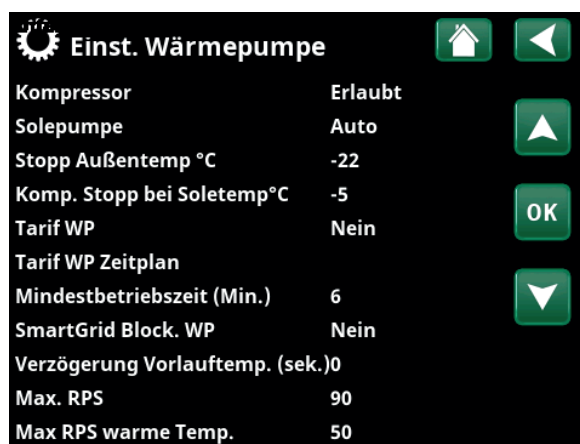 Einst. Wärmepumpe
Kompressor Erlaubt
Solepumpe Auto
Stopp Außentemp °C -22
Komp. Stopp bei Soletemp°C -5
Tarif WP Nein
OK
Tarif WP Zeitplan
Mindestbetriebszeit (Min.) 6
SmartGrid Block. WP Nein
Verzögerung Vorlauftemp. (sek.)0
Max. RPS 90
Max RPS warme Temp. 50